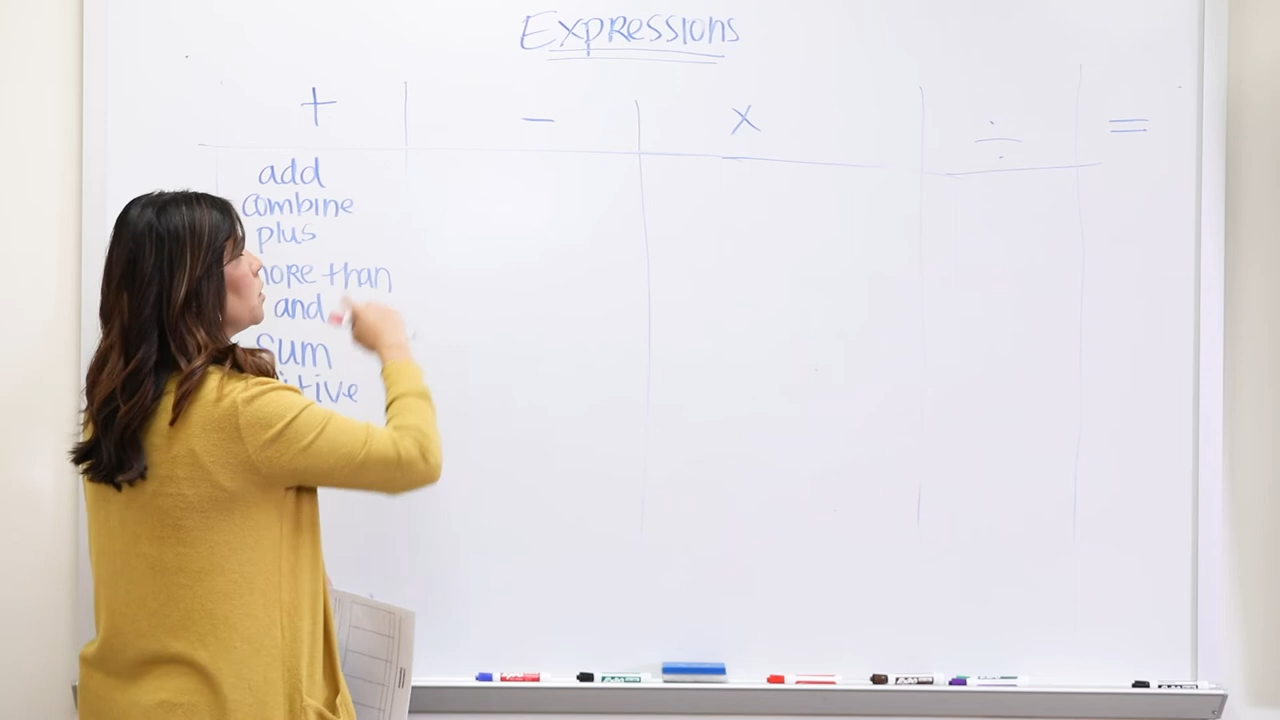 Expressions
+ − x ÷ =
add
combine
plus
more than
and
sum